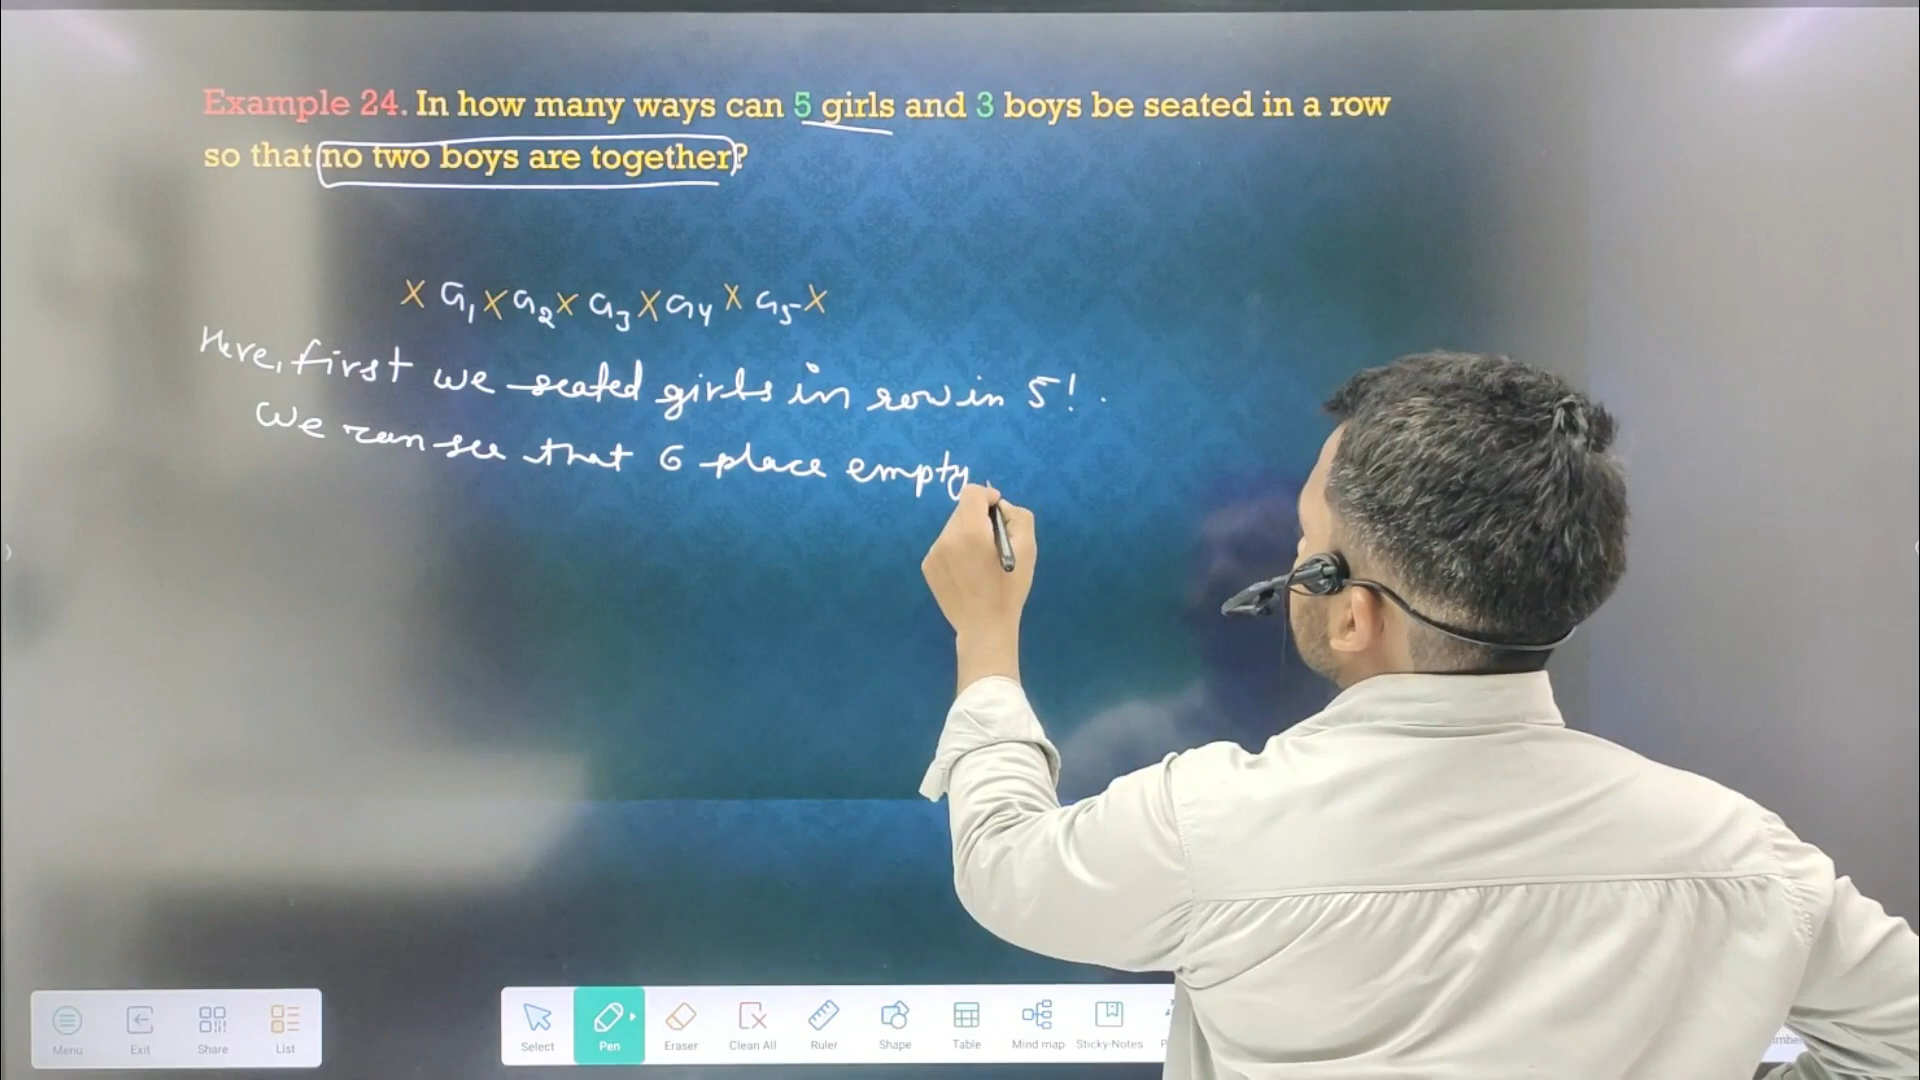 Example 24. In how many ways can 5 girls and 3 boys be seated in a row
so that no two boys are together?
X G₁ X G₂ X G₃ X G₄ X G₅ X
Here, first we seated girls in row in 5!.
We can see that 6 place empty
Menu Exit Share List
Select Pen Eraser Clean All Ruler Shape Table Mind map Sticky-Notes